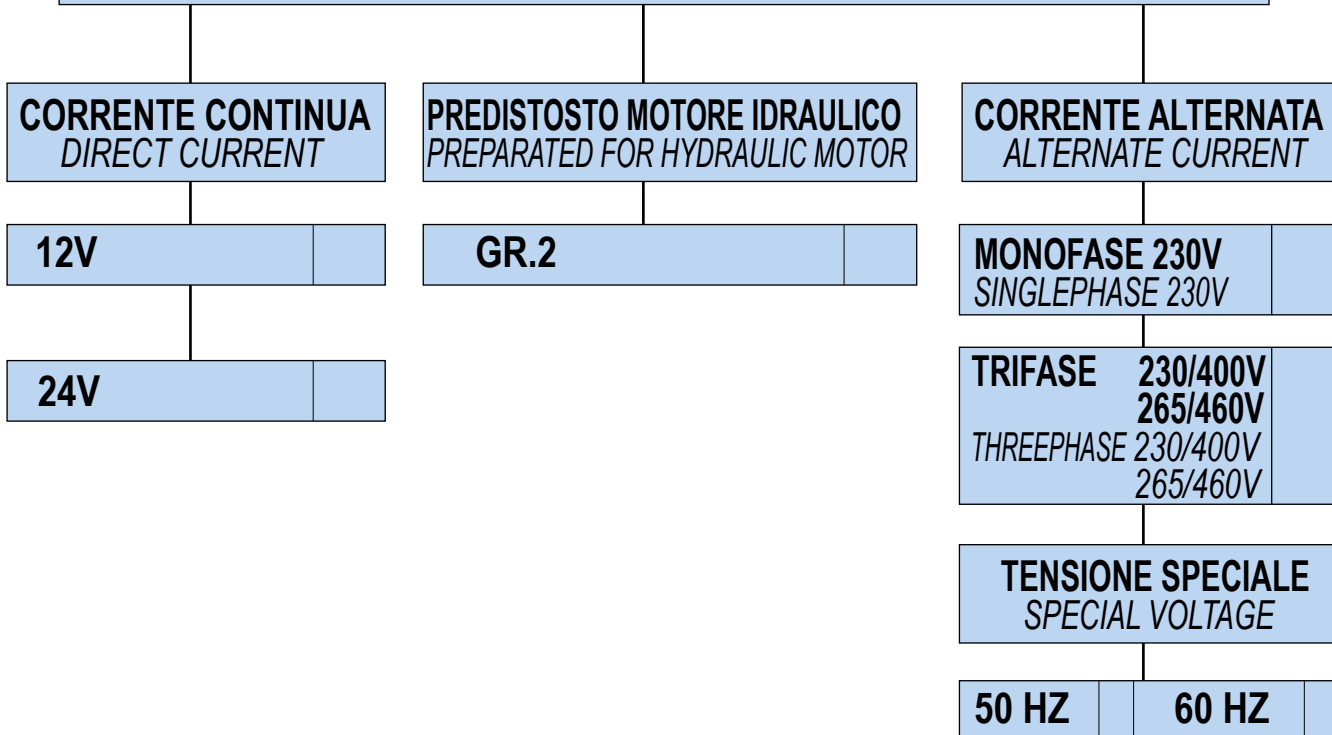 CORRENTE CONTINUA
DIRECT CURRENT
12V
24V
PREDISTOSTO MOTORE IDRAULICO
PREPARATED FOR HYDRAULIC MOTOR
GR.2
CORRENTE ALTERNATA
ALTERNATE CURRENT
MONOFASE 230V
SINGLEPHASE 230V
TRIFASE 230/400V
265/460V
THREEPHASE 230/400V
265/460V
TENSIONE SPECIALE
SPECIAL VOLTAGE
50 HZ 60 HZ